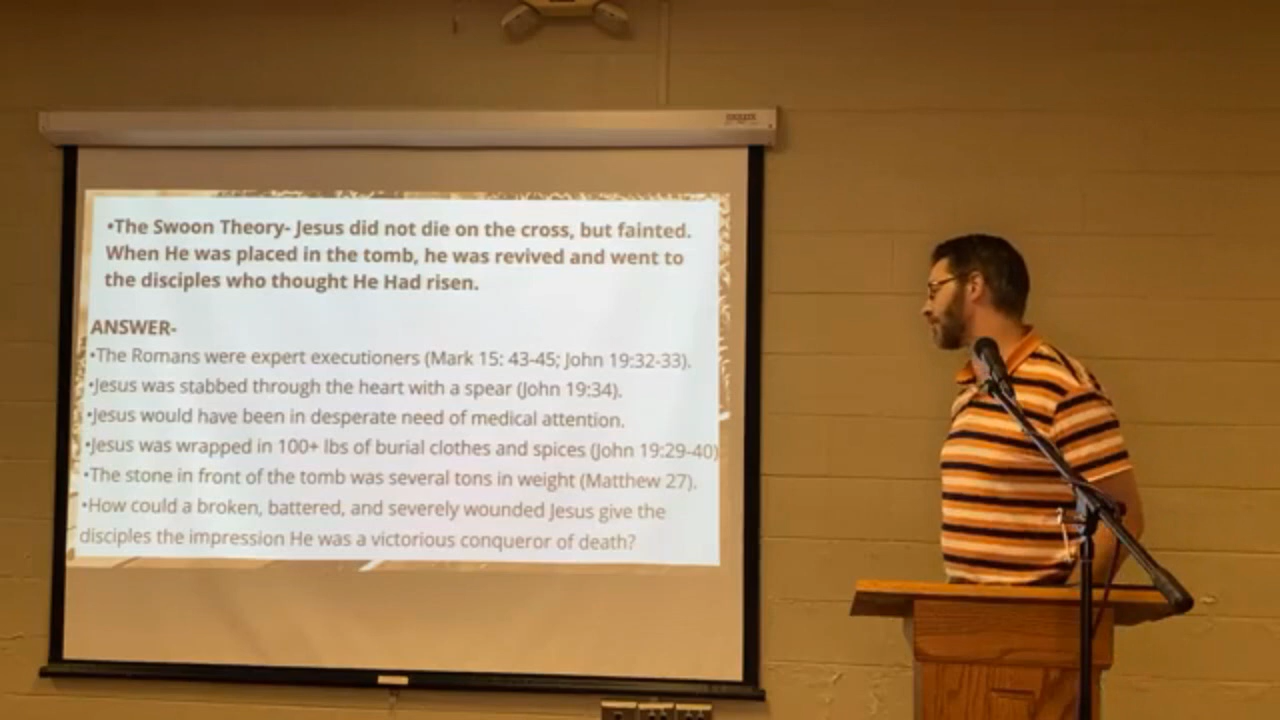 •The Swoon Theory- Jesus did not die on the cross, but fainted.
When He was placed in the tomb, he was revived and went to
the disciples who thought He Had risen.
ANSWER-
•The Romans were expert executioners (Mark 15: 43-45; John 19:32-33).
•Jesus was stabbed through the heart with a spear (John 19:34).
•Jesus would have been in desperate need of medical attention.
•Jesus was wrapped in 100+ lbs of burial clothes and spices (John 19:29-40)
•The stone in front of the tomb was several tons in weight (Matthew 27).
•How could a broken, battered, and severely wounded Jesus give the
disciples the impression He was a victorious conqueror of death?